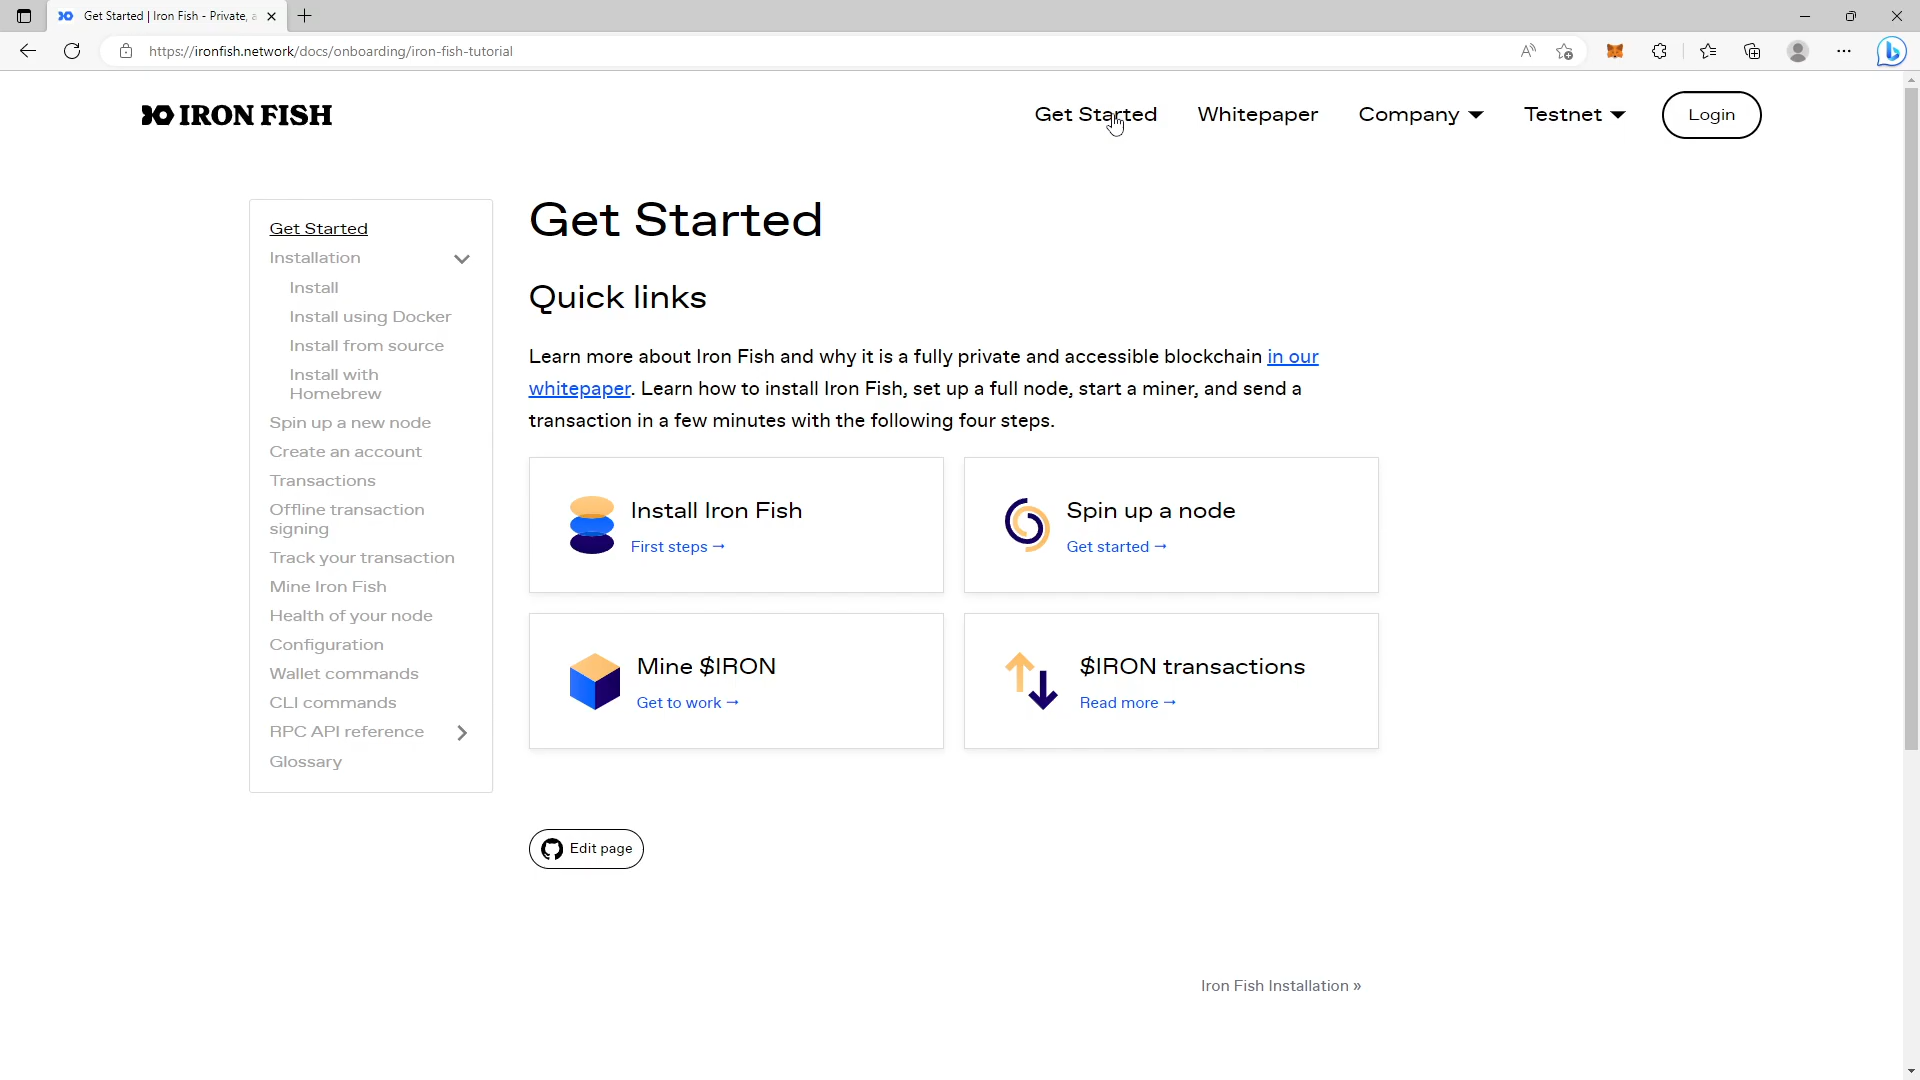 Get Started | Iron Fish - Private, a
https://ironfish.network/docs/onboarding/iron-fish-tutorial
IRON FISH
Get Started
Whitepaper
Company
Testnet
Login
Get Started
Installation
Install
Install using Docker
Install from source
Install with
Homebrew
Spin up a new node
Create an account
Transactions
Offline transaction
signing
Track your transaction
Mine Iron Fish
Health of your node
Configuration
Wallet commands
CLI commands
RPC API reference
Glossary
Get Started
Quick links
Learn more about Iron Fish and why it is a fully private and accessible blockchain in our
whitepaper. Learn how to install Iron Fish, set up a full node, start a miner, and send a
transaction in a few minutes with the following four steps.
Install Iron Fish
First steps →
Spin up a node
Get started →
Mine $IRON
Get to work →
$IRON transactions
Read more →
Edit page
Iron Fish Installation »